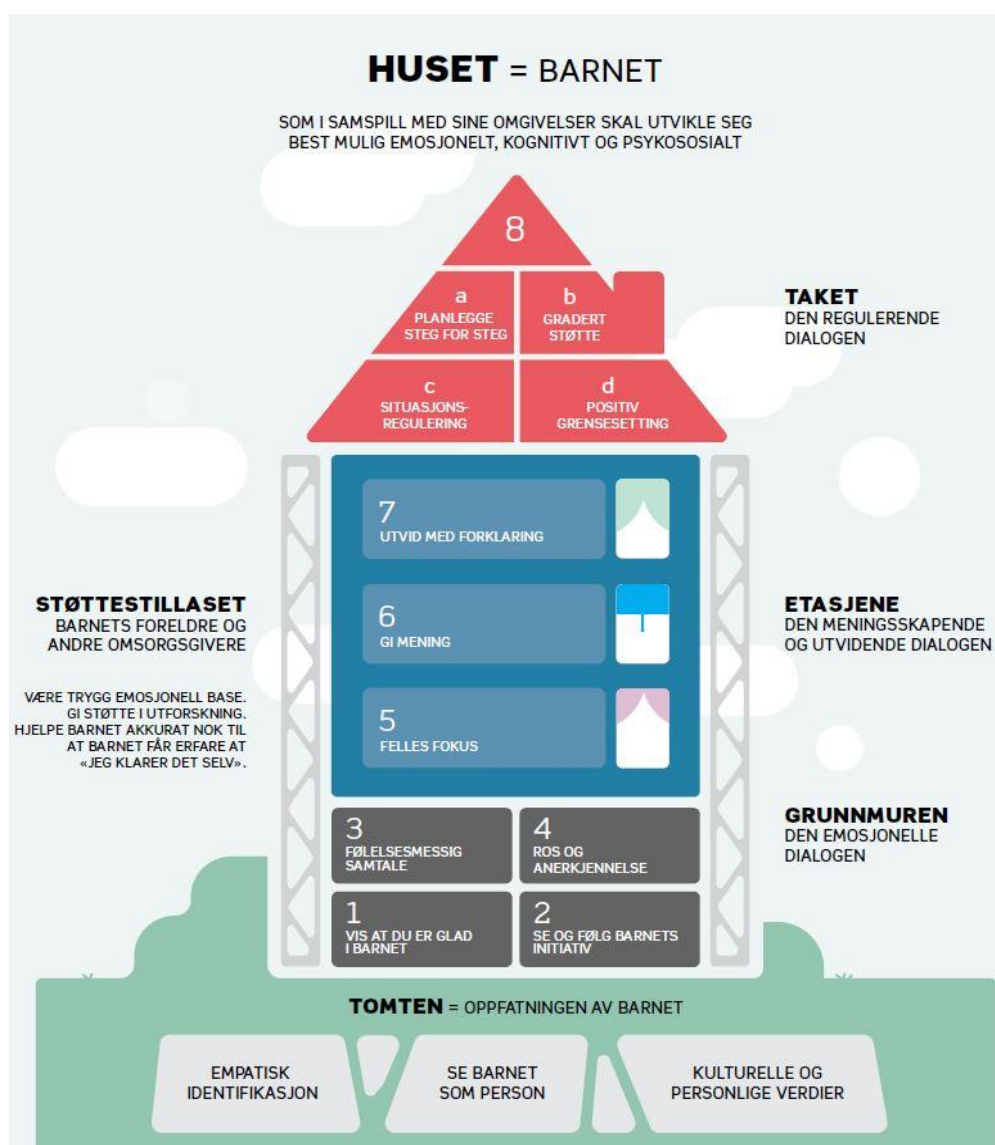 HUSET = BARNET
SOM I SAMSPILL MED SINE OMGIVELSER SKAL UTVIKLE SEG
BEST MULIG EMOSJONELT, KOGNITIVT OG PSYKOSOSIALT
8
a
PLANLEGGE
STEG FOR STEG
b
GRADERT
STØTTE
c
SITUASJONS-
REGULERING
d
POSITIV
GRENSESETTING
TAKET
DEN REGULERENDE
DIALOGEN
7
UTVID MED FORKLARING
6
GI MENING
5
FELLES FOKUS
STØTTESTILLASET
BARNETS FORELDRE OG
ANDRE OMSORGSGIVERE
VÆRE TRYGG EMOSJONELL BASE.
GI STØTTE I UTFORSKNING.
HJELPE BARNET AKKURAT NOK TIL
AT BARNET FÅR ERFARE AT
«JEG KLARER DET SELV».
ETASJENE
DEN MENINGSSKAPENDE
OG UTVIDENDE DIALOGEN
3
FØLELSESMESSIG
SAMTALE
4
ROS OG
ANERKJENNELSE
1
VIS AT DU ER GLAD
I BARNET
2
SE OG FØLG BARNETS
INITIATIV
GRUNNMUREN
DEN EMOSJONELLE
DIALOGEN
TOMTEN = OPPFATNINGEN AV BARNET
EMPATISK
IDENTIFIKASJON
SE BARNET
SOM PERSON
KULTURELLE OG
PERSONLIGE VERDIER